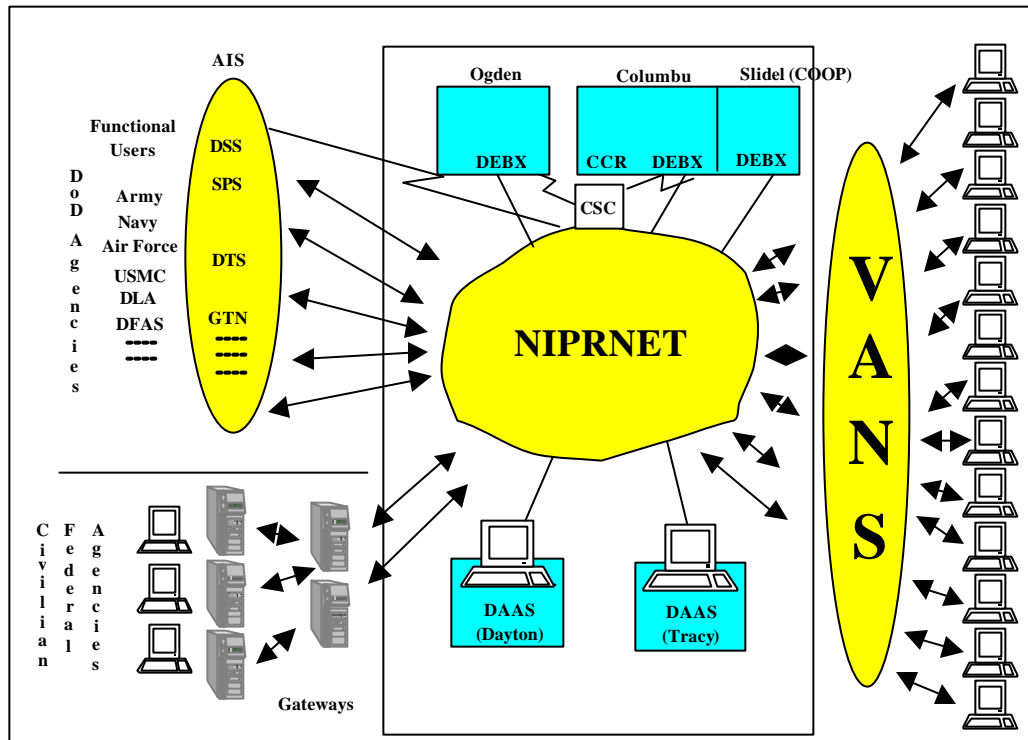 AIS
Ogden
Columbu
Slidel (COOP)
Functional
Users
DSS
DEBX
CCR
DEBX
DEBX
DoD Agencies
SPS
Army
CSC
Navy
Air Force
DTS
USMC
DLA
GTN
DFAS
----
----
----
----
----
NIPRNET
VANS
Civilian
Federal
Agencies
DAAS
(Dayton)
DAAS
(Tracy)
Gateways